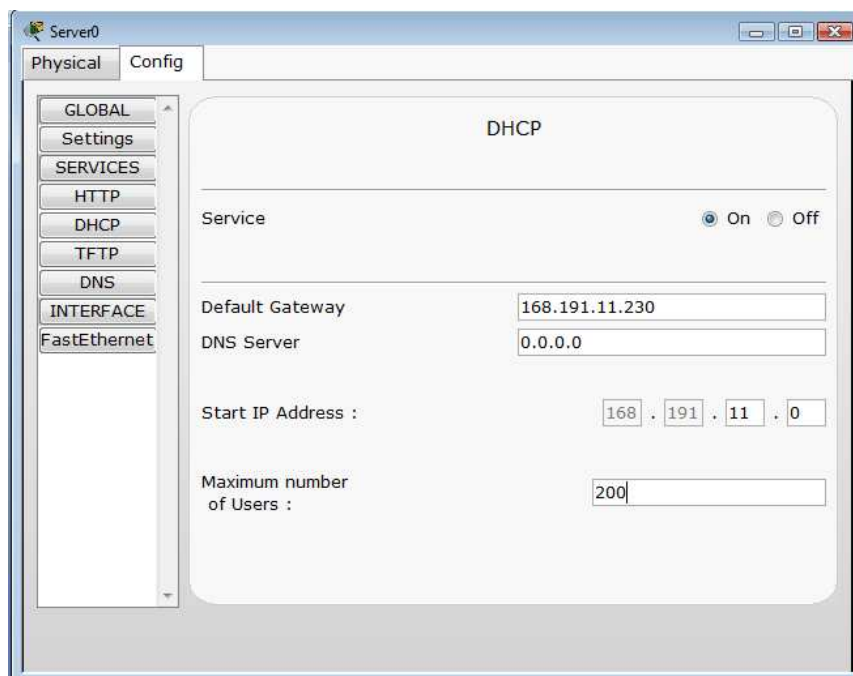 Server0
Physical Config
GLOBAL
Settings
SERVICES
HTTP
DHCP
TFTP
DNS
INTERFACE
FastEthernet
DHCP
Service On Off
Default Gateway 168.191.11.230
DNS Server 0.0.0.0
Start IP Address : 168 . 191 . 11 . 0
Maximum number
of Users : 200